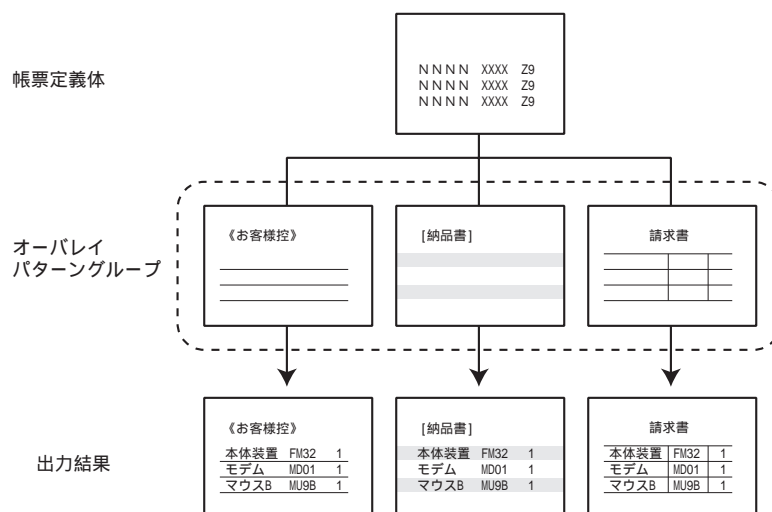 帳票定義体
ＮＮＮＮ XXXX Z9
ＮＮＮＮ XXXX Z9
ＮＮＮＮ XXXX Z9
オーバレイ
パターングループ
《お客様控》
[納品書]
請求書
出力結果
《お客様控》
本体装置 FM32 1
モデム MD01 1
マウスB MU9B 1
[納品書]
本体装置 FM32 1
モデム MD01 1
マウスB MU9B 1
請求書
本体装置 FM32 1
モデム MD01 1
マウスB MU9B 1